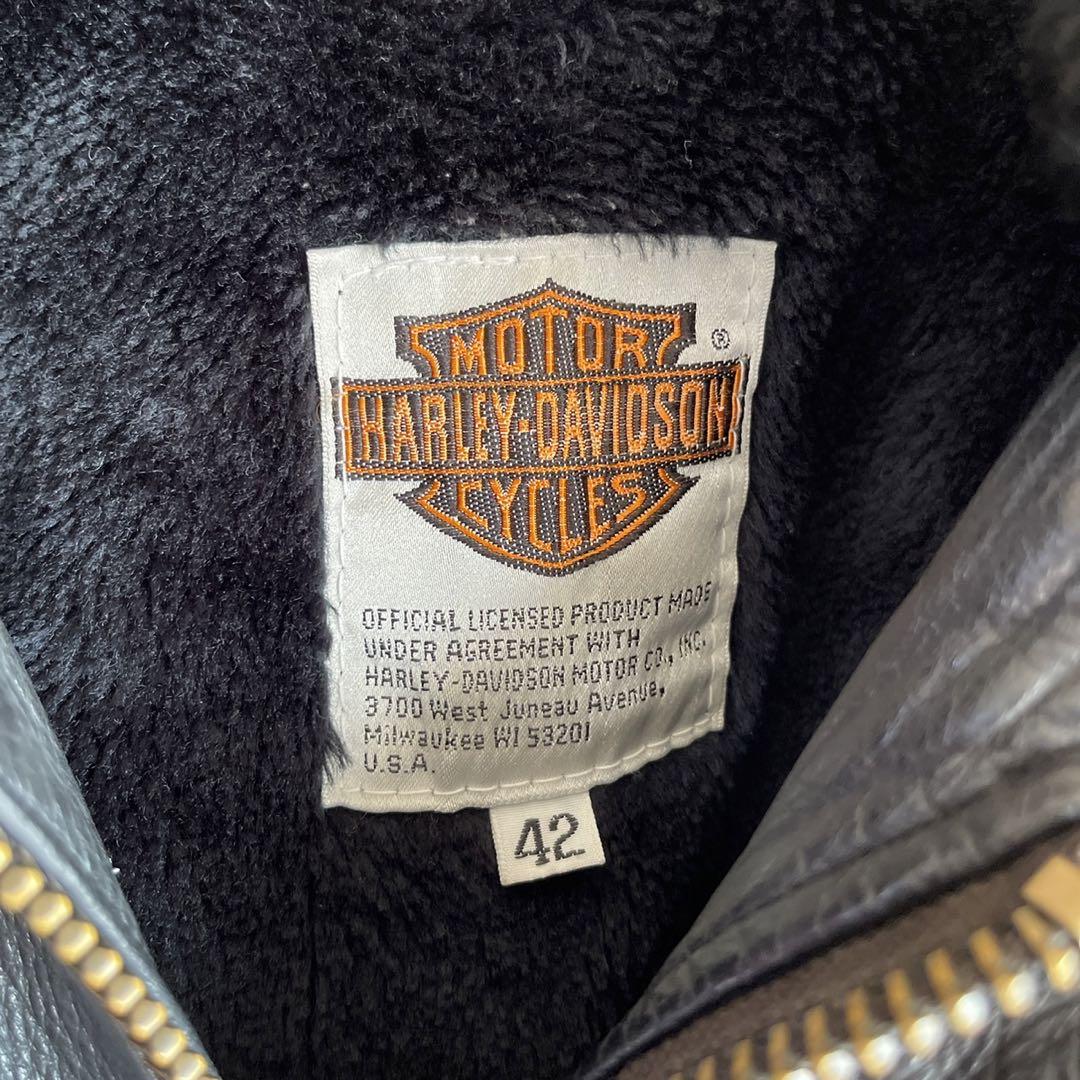 MOTOR
®
HARLEY-DAVIDSON
CYCLES
OFFICIAL LICENSED PRODUCT MADE
UNDER AGREEMENT WITH
HARLEY-DAVIDSON MOTOR CO., INC.
3700 West Juneau Avenue,
Milwaukee WI 53201
U.S.A.
42